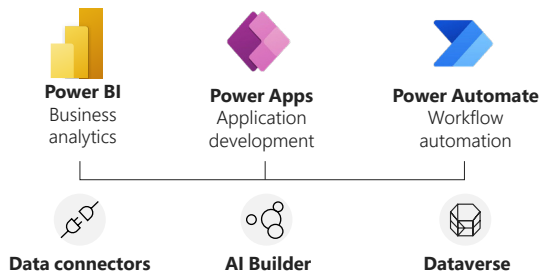 Power BI
Business
analytics
Power Apps
Application
development
Power Automate
Workflow
automation
Data connectors
AI Builder
Dataverse